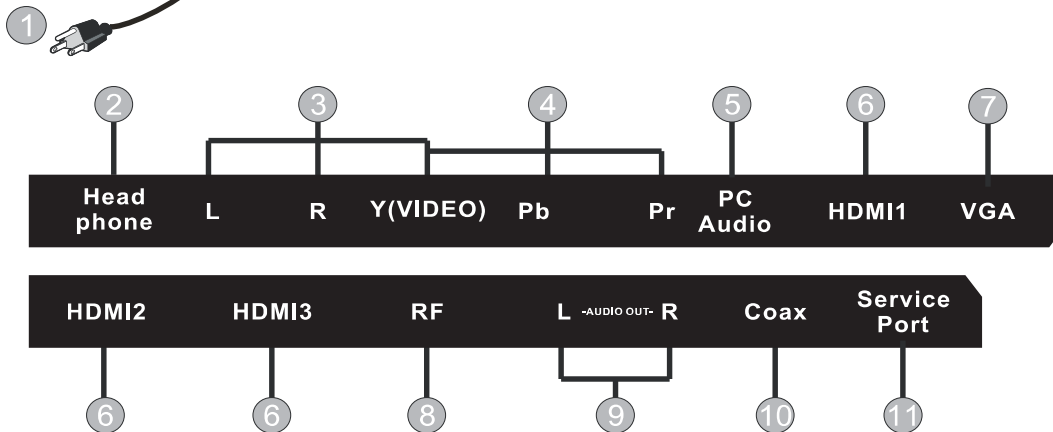 1
2 3 4 5 6 7
Head phone L R Y(VIDEO) Pb Pr PC Audio HDMI1 VGA
HDMI2 HDMI3 RF L -AUDIO OUT- R Coax Service Port
6 6 8 9 10 11